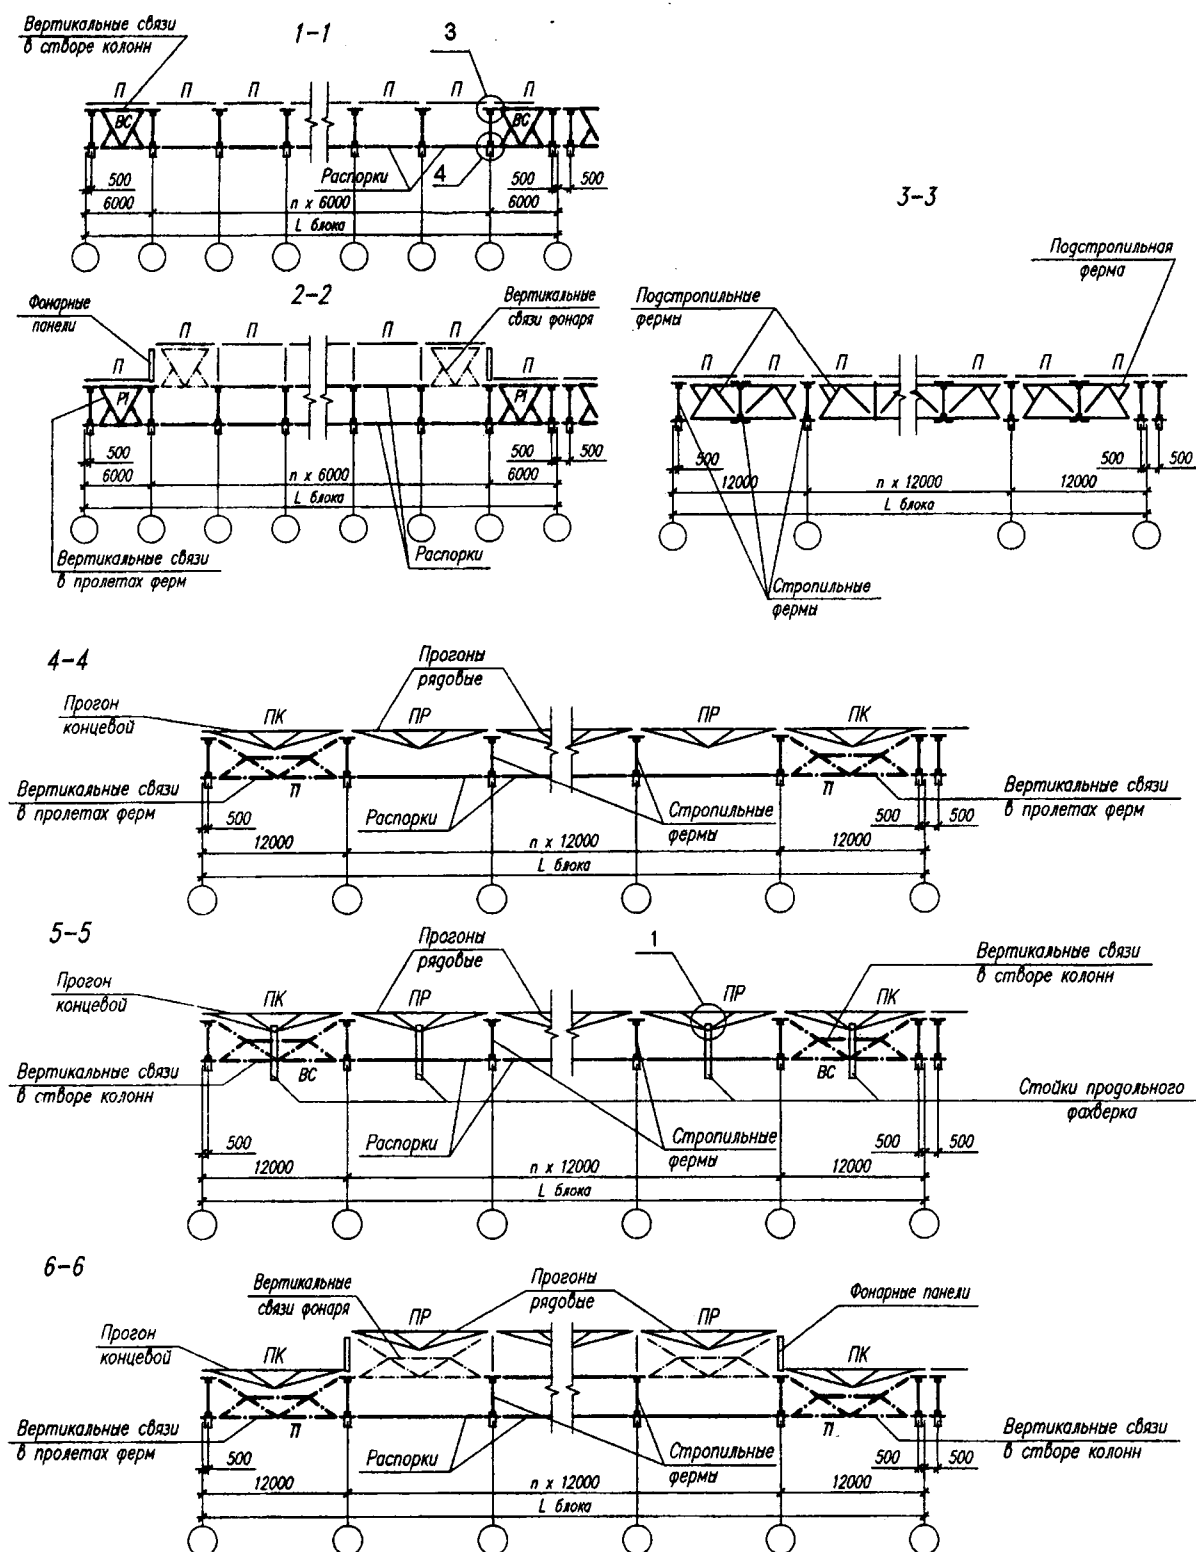 Вертикальные связи
в створе колонн
1-1
3
П П П П П П
ВС ВС
Распорки
4
500 500 500
6000 n x 6000 6000
L блока
2-2
Фонарные
панели
Вертикальные
связи фонаря
П П П П
П П
Р1 Р1
500 500 500
6000 n x 6000 6000
L блока
Вертикальные связи
в пролетах ферм
Распорки
3-3
Подстропильная
ферма
Подстропильные
фермы
П П П П П П
500 500 500
12000 n x 12000 12000
L блока
Стропильные
фермы
4-4
Прогоны
рядовые
Прогон
концевой
ПК ПР ПР ПК
Вертикальные связи
в пролетах ферм
Вертикальные связи
в пролетах ферм
Распорки
Стропильные
фермы
500 500 500
12000 n x 12000 12000
L блока
5-5
Прогоны
рядовые
1
Вертикальные связи
в створе колонн
Прогон
концевой
ПК ПР ПР ПК
ВС ВС
Вертикальные связи
в створе колонн
Стойки продольного
фахверка
Распорки
Стропильные
фермы
500 500 500
12000 n x 12000 12000
L блока
6-6
Вертикальные
связи фонаря
Прогоны
рядовые
Фонарные панели
ПР ПР
Прогон
концевой
ПК ПК
Вертикальные связи
в пролетах ферм
Вертикальные связи
в створе колонн
Распорки
Стропильные
фермы
500 500 500
12000 n x 12000 12000
L блока